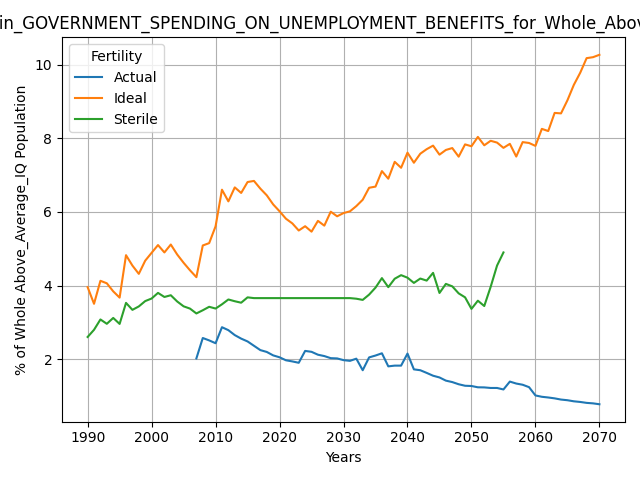 in_GOVERNMENT_SPENDING_ON_UNEMPLOYMENT_BENEFITS_for_Whole_Abov
Fertility
Actual
Ideal
Sterile
% of Whole Above_Average_IQ Population
10
8
6
4
2
1990 2000 2010 2020 2030 2040 2050 2060 2070
Years